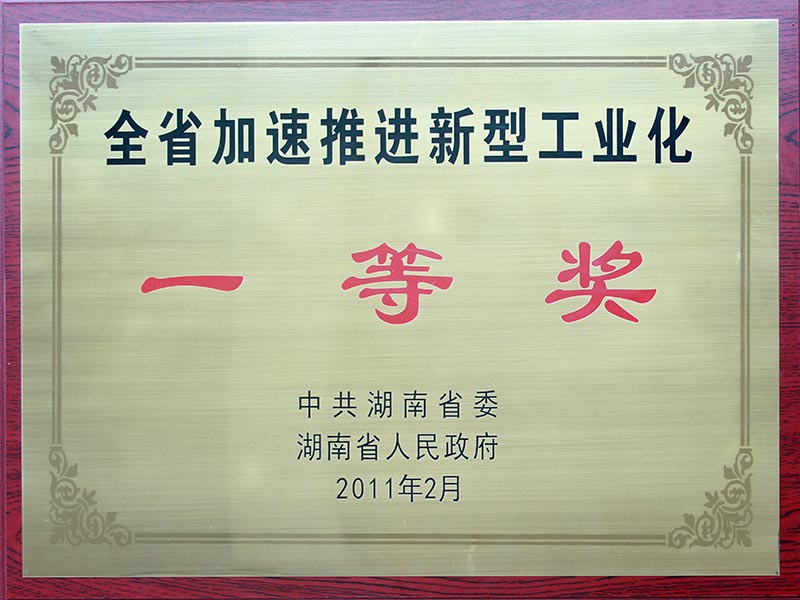 全省加速推进新型工业化
一等奖
中共湖南省委
湖南省人民政府
2011年2月